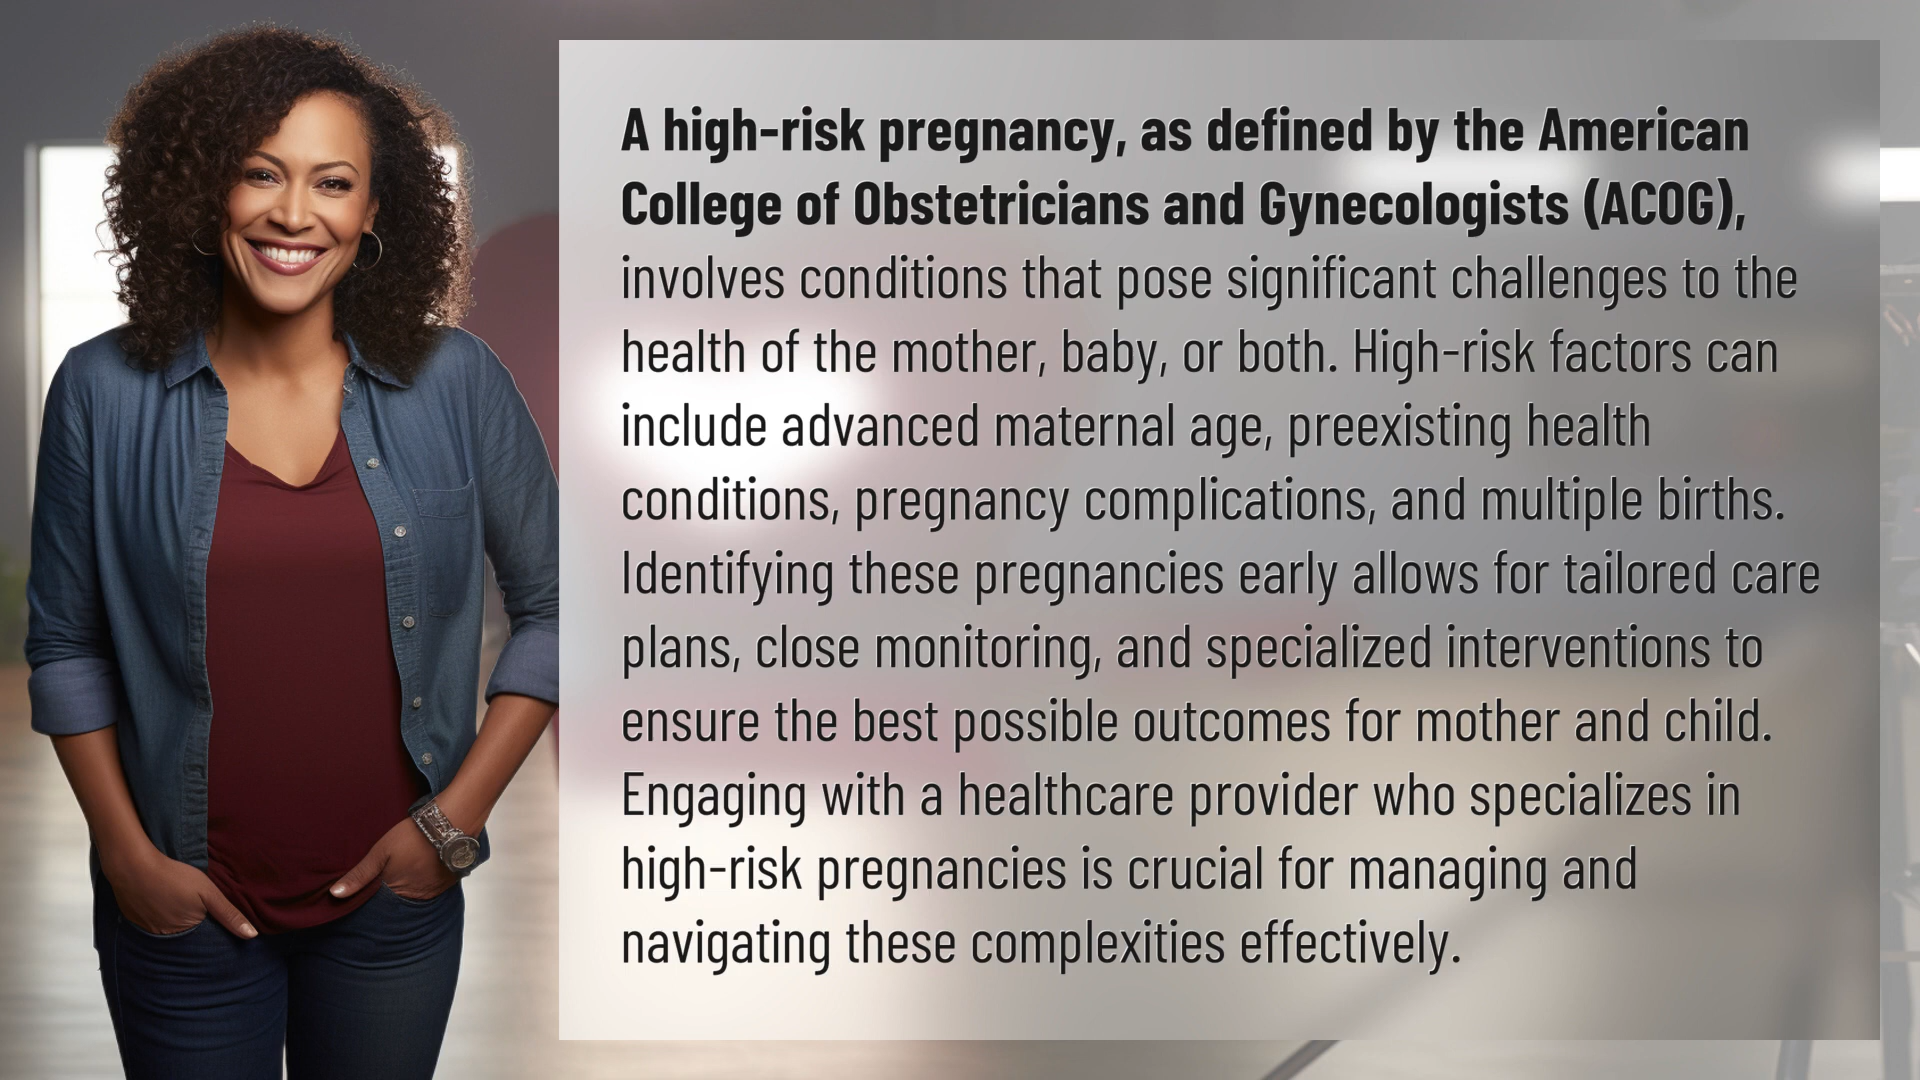 A high-risk pregnancy, as defined by the American
College of Obstetricians and Gynecologists (ACOG),
involves conditions that pose significant challenges to the
health of the mother, baby, or both. High-risk factors can
include advanced maternal age, preexisting health
conditions, pregnancy complications, and multiple births.
Identifying these pregnancies early allows for tailored care
plans, close monitoring, and specialized interventions to
ensure the best possible outcomes for mother and child.
Engaging with a healthcare provider who specializes in
high-risk pregnancies is crucial for managing and
navigating these complexities effectively.